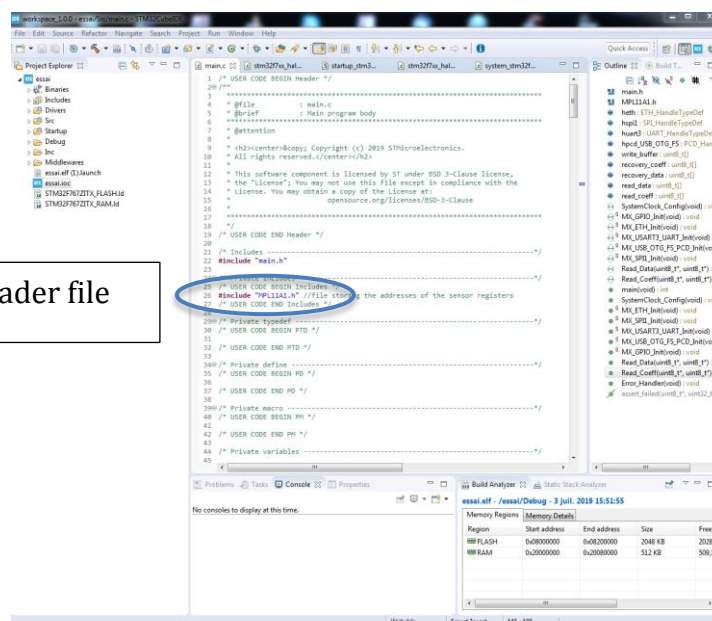 workspace_1.0.0 - essai/Src/main.c - STM32CubeIDE
File Edit Source Refactor Navigate Search Project Run Window Help
Quick Access
Project Explorer
essai
Binaries
Includes
Drivers
Src
Startup
Debug
Inc
Middlewares
essai.elf (1).launch
essai.ioc
STM32F767ZITX_FLASH.ld
STM32F767ZITX_RAM.ld
ader file
main.c
stm32f7xx_hal...
startup_stm3...
stm32f7xx_hal...
system_stm32f...
1 /* USER CODE BEGIN Header */
2 /**
3 ******************************************************************************
4 * @file : main.c
5 * @brief : Main program body
6 ******************************************************************************
7 * @attention
8 *
9 * <h2><center>&copy; Copyright (c) 2019 STMicroelectronics.
10 * All rights reserved.</center></h2>
11 *
12 * This software component is licensed by ST under BSD 3-Clause license,
13 * the "License"; You may not use this file except in compliance with the
14 * License. You may obtain a copy of the License at:
15 * opensource.org/licenses/BSD-3-Clause
16 *
17 ******************************************************************************
18 */
19 /* USER CODE END Header */
20
21 /* Includes ------------------------------------------------------------------*/
22 #include "main.h"
23
24 /* Private includes ----------------------------------------------------------*/
25 /* USER CODE BEGIN Includes */
26 #include "MPL11A1.h" //file storing the addresses of the sensor registers
27 /* USER CODE END Includes */
28
29 /* Private typedef -----------------------------------------------------------*/
30 /* USER CODE BEGIN PTD */
31
32 /* USER CODE END PTD */
33
34 /* Private define ------------------------------------------------------------*/
35 /* USER CODE BEGIN PD */
36
37 /* USER CODE END PD */
38
39 /* Private macro -------------------------------------------------------------*/
40 /* USER CODE BEGIN PM */
41
42 /* USER CODE END PM */
43
44 /* Private variables ---------------------------------------------------------*/
45
Outline
Build T...
main.h
MPL11A1.h
heth : ETH_HandleTypeDef
hspi1 : SPI_HandleTypeDef
huart3 : UART_HandleTypeDe
hpcd_USB_OTG_FS : PCD_Han
write_buffer : uint8_t[]
recovery_coeff : uint8_t[]
recovery_data : uint8_t[]
read_data : uint8_t[]
read_coeff : uint8_t[]
SystemClock_Config(void) : v
MX_GPIO_Init(void) : void
MX_ETH_Init(void) : void
MX_USART3_UART_Init(void)
MX_USB_OTG_FS_PCD_Init(vo
MX_SPI1_Init(void) : void
Read_Data(uint8_t*, uint8_t*) :
Read_Coeff(uint8_t*, uint8_t*)
main(void) : int
SystemClock_Config(void) : v
MX_ETH_Init(void) : void
MX_SPI1_Init(void) : void
MX_USART3_UART_Init(void)
MX_USB_OTG_FS_PCD_Init(vo
MX_GPIO_Init(void) : void
Read_Data(uint8_t*, uint8_t*)
Read_Coeff(uint8_t*, uint8_t*)
Error_Handler(void) : void
assert_failed(uint8_t*, uint32_t
Problems Tasks Console Properties
No consoles to display at this time.
Build Analyzer Static Stack Analyzer
essai.elf - /essai/Debug - 3 juil. 2019 15:51:55
Memory Regions Memory Details
Region Start address End address Size Free
FLASH 0x08000000 0x08200000 2048 KB 2028
RAM 0x20000000 0x20080000 512 KB 509,